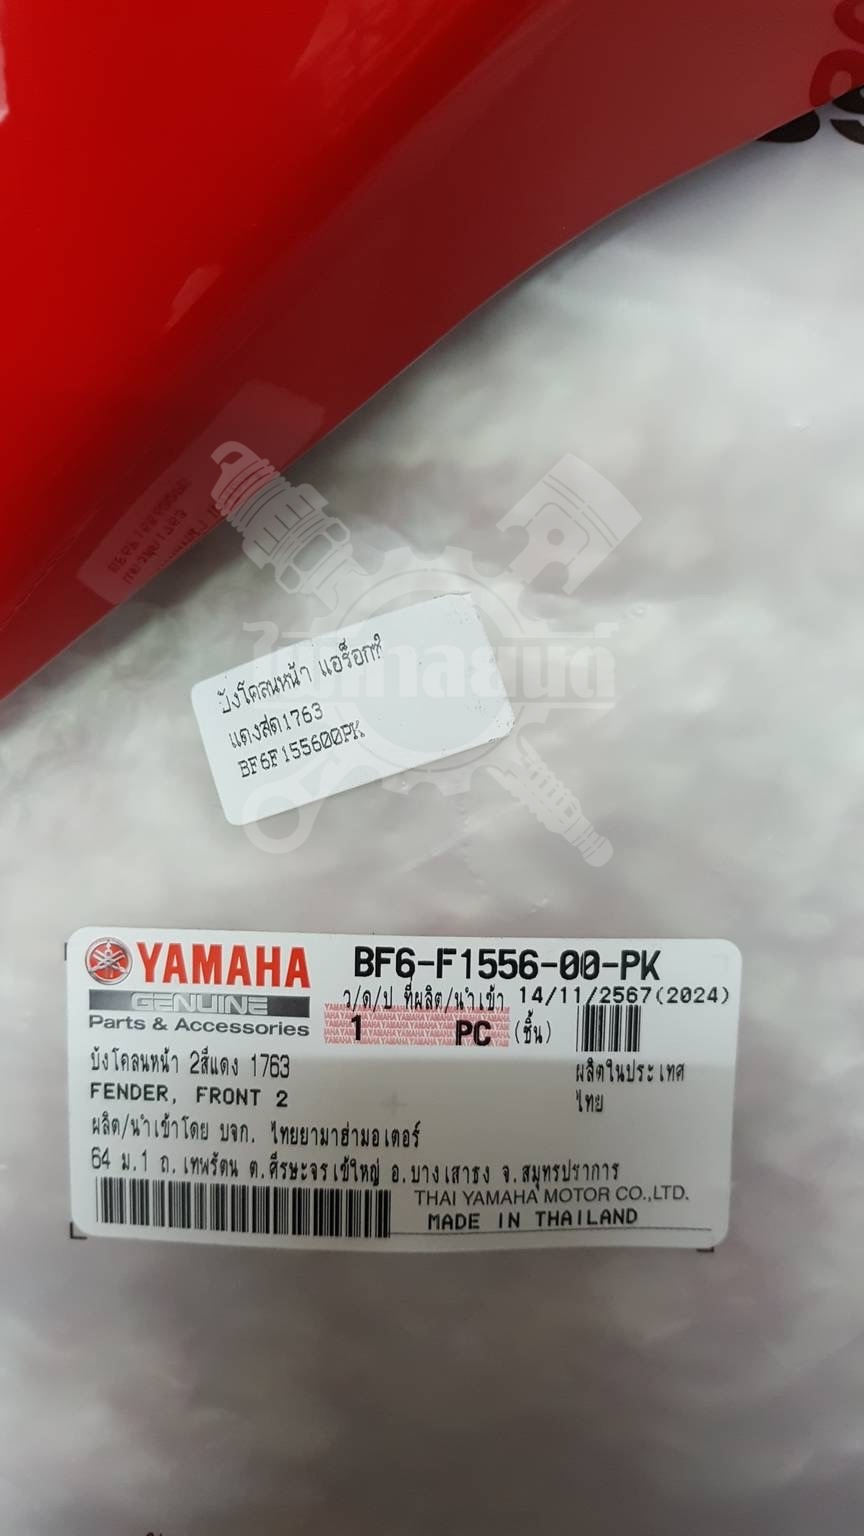 บังโคลนหน้า แอร็อกซ์
แดงสด1763
BF6F155600PK
YAMAHA
GENUINE
Parts & Accessories
BF6-F1556-00-PK
ว/ด/ป ที่ผลิต/นำเข้า 14/11/2567(2024)
1 PC (ชิ้น)
บังโคลนหน้า 2สีแดง 1763
FENDER, FRONT 2
ผลิตในประเทศ
ไทย
ผลิต/นำเข้าโดย บจก. ไทยยามาฮ่ามอเตอร์
64 ม.1 ถ.เทพรัตน ต.ศีรษะจรเข้ใหญ่ อ.บางเสาธง จ.สมุทรปราการ
THAI YAMAHA MOTOR CO.,LTD.
MADE IN THAILAND